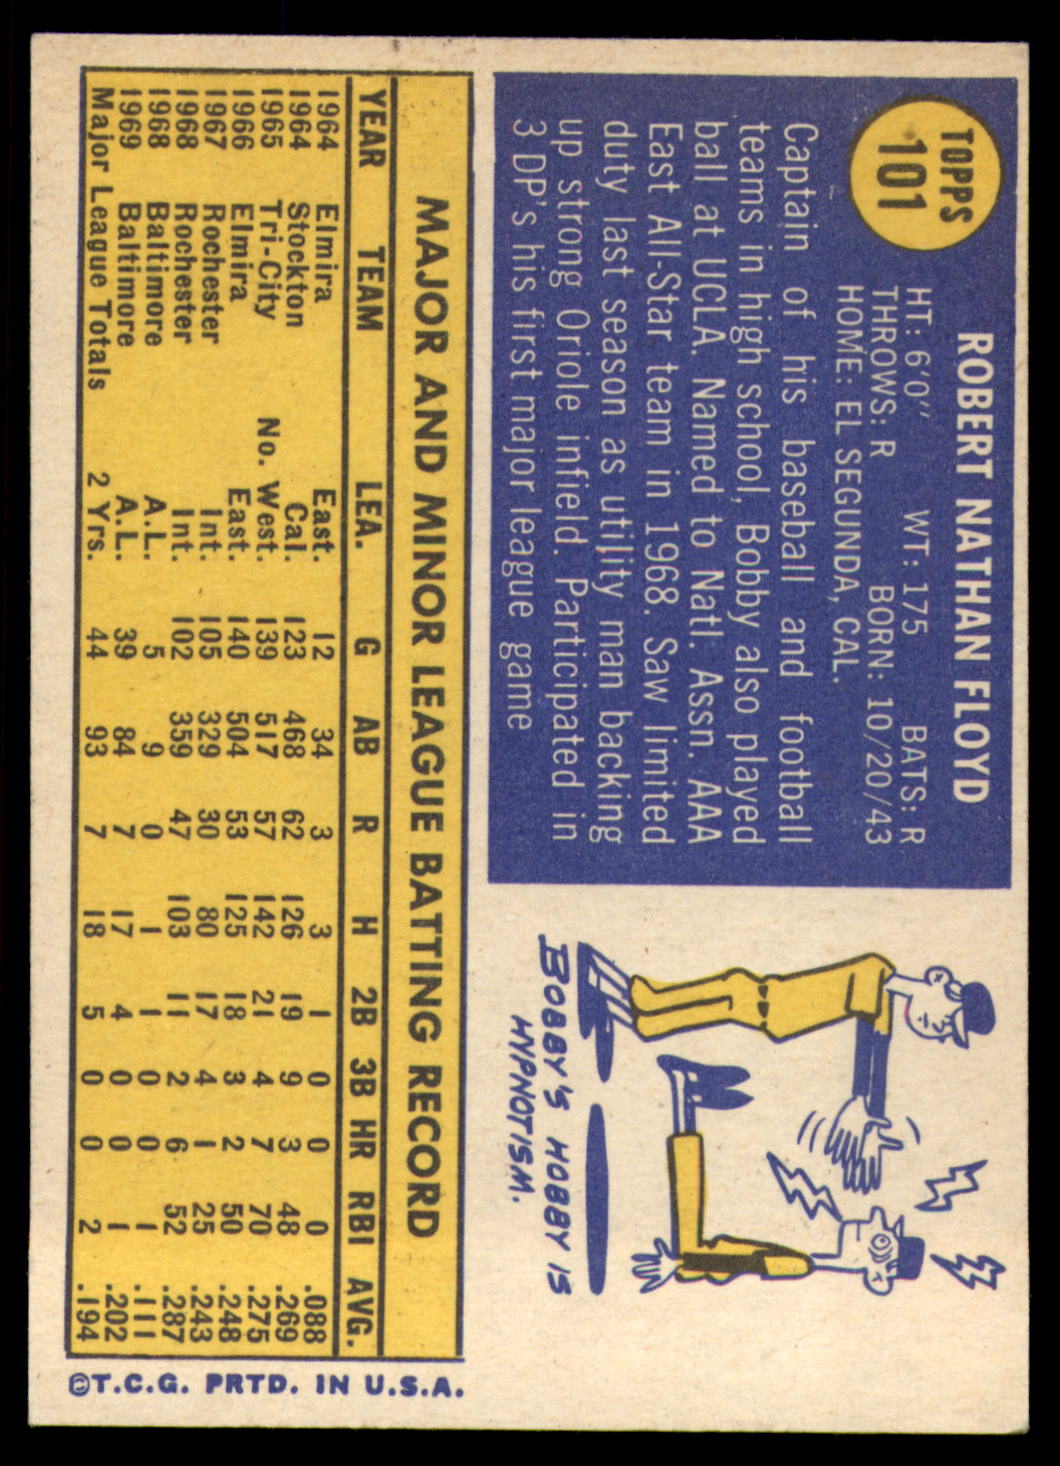 TOPPS
101
ROBERT NATHAN FLOYD
HT: 6'0" WT: 175 BATS: R
THROWS: R BORN: 10/20/43
HOME: EL SEGUNDA, CAL.
Captain of his baseball and football
teams in high school, Bobby also played
ball at UCLA. Named to Natl. Assn. AAA
East All-Star team in 1968. Saw limited
duty last season as utility man backing
up strong Oriole infield. Participated in
3 DP's his first major league game
BOBBY'S HOBBY IS
HYPNOTISM.
MAJOR AND MINOR LEAGUE BATTING RECORD
YEAR TEAM LEA. G AB R H 2B 3B HR RBI AVG.
1964 Elmira East. 12 34 3 3 1 0 0 0 .088
1964 Stockton Cal. 123 468 62 126 19 9 3 48 .269
1965 Tri-City No. West. 139 517 57 142 21 4 7 70 .275
1966 Elmira East. 140 504 53 125 18 3 2 50 .248
1967 Rochester Int. 105 329 30 80 17 4 1 25 .243
1968 Rochester Int. 102 359 47 103 11 2 6 52 .287
1968 Baltimore A.L. 5 9 0 1 1 0 0 1 .111
1969 Baltimore A.L. 39 84 7 17 4 0 0 1 .202
Major League Totals 2 Yrs. 44 93 7 18 5 0 0 2 .194
©T.C.G. PRTD. IN U.S.A.